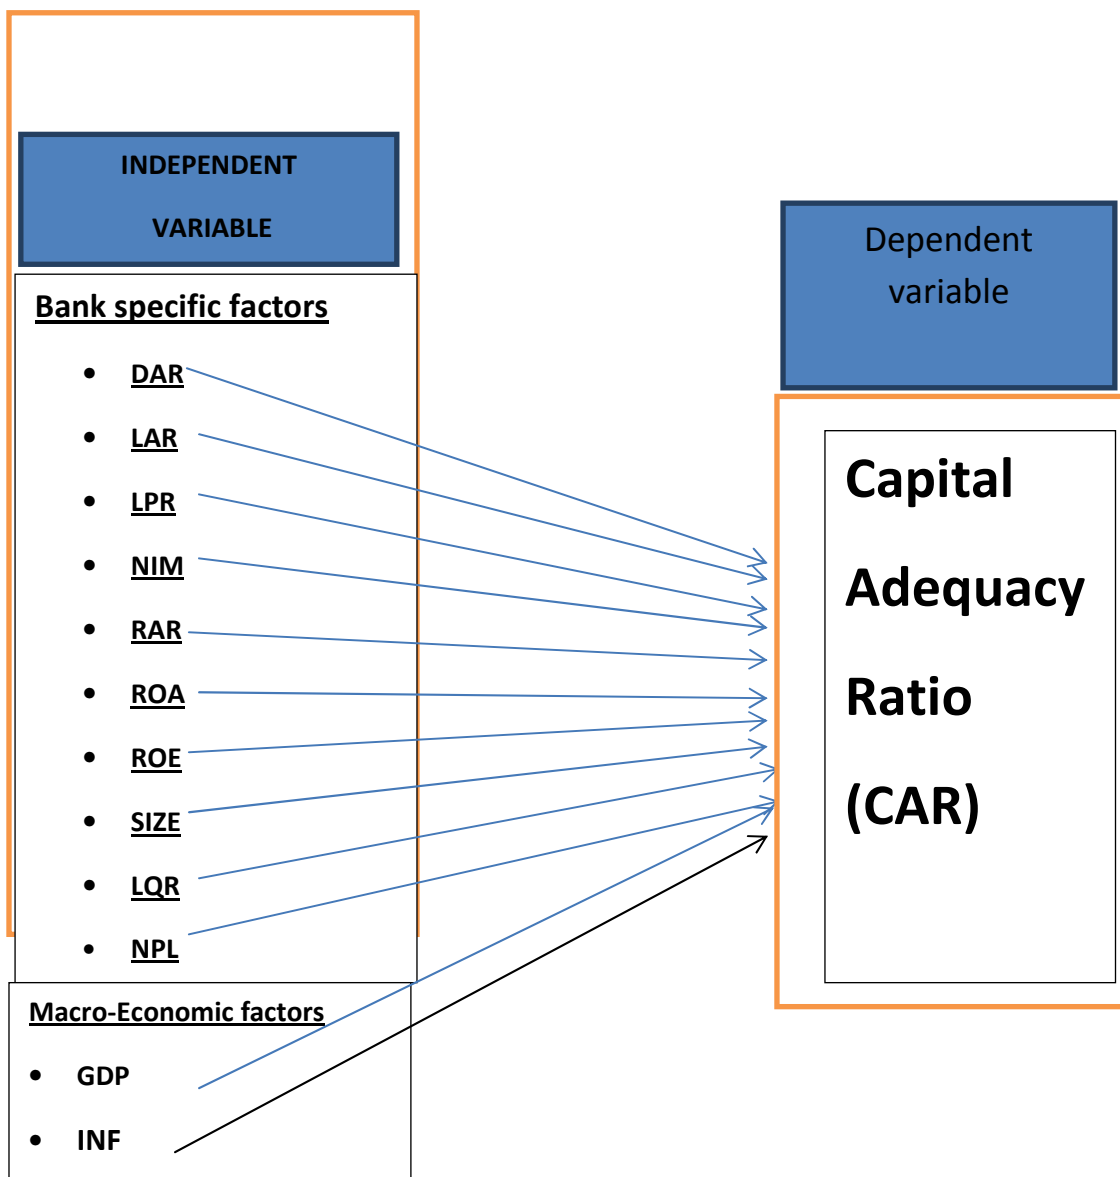 INDEPENDENT
VARIABLE
Bank specific factors
• DAR
• LAR
• LPR
• NIM
• RAR
• ROA
• ROE
• SIZE
• LQR
• NPL
Macro-Economic factors
• GDP
• INF
Dependent
variable
Capital
Adequacy
Ratio
(CAR)